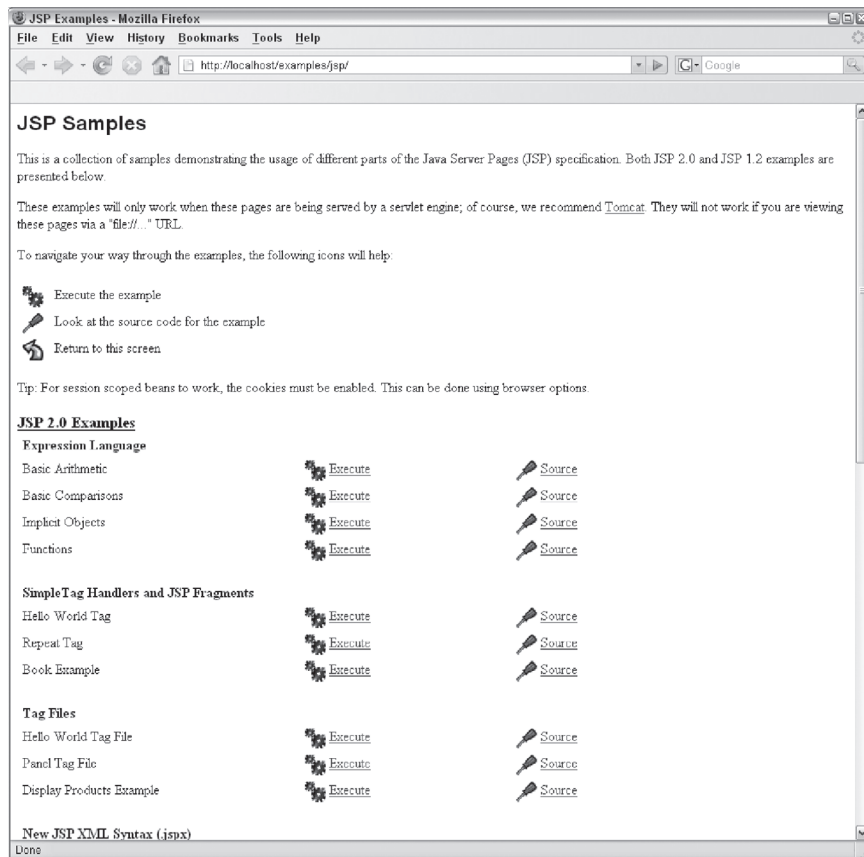 JSP Examples - Mozilla Firefox
File Edit View History Bookmarks Tools Help
http://localhost/examples/jsp/
G Google
JSP Samples
This is a collection of samples demonstrating the usage of different parts of the Java Server Pages (JSP) specification. Both JSP 2.0 and JSP 1.2 examples are
presented below.
These examples will only work when these pages are being served by a servlet engine; of course, we recommend Tomcat. They will not work if you are viewing
these pages via a "file://..." URL.
To navigate your way through the examples, the following icons will help:
Execute the example
Look at the source code for the example
Return to this screen
Tip: For session scoped beans to work, the cookies must be enabled. This can be done using browser options.
JSP 2.0 Examples
Expression Language
Basic Arithmetic Execute Source
Basic Comparisons Execute Source
Implicit Objects Execute Source
Functions Execute Source
SimpleTag Handlers and JSP Fragments
Hello World Tag Execute Source
Repeat Tag Execute Source
Book Example Execute Source
Tag Files
Hello World Tag File Execute Source
Panel Tag File Execute Source
Display Products Example Execute Source
New JSP XML Syntax (.jspx)
Done